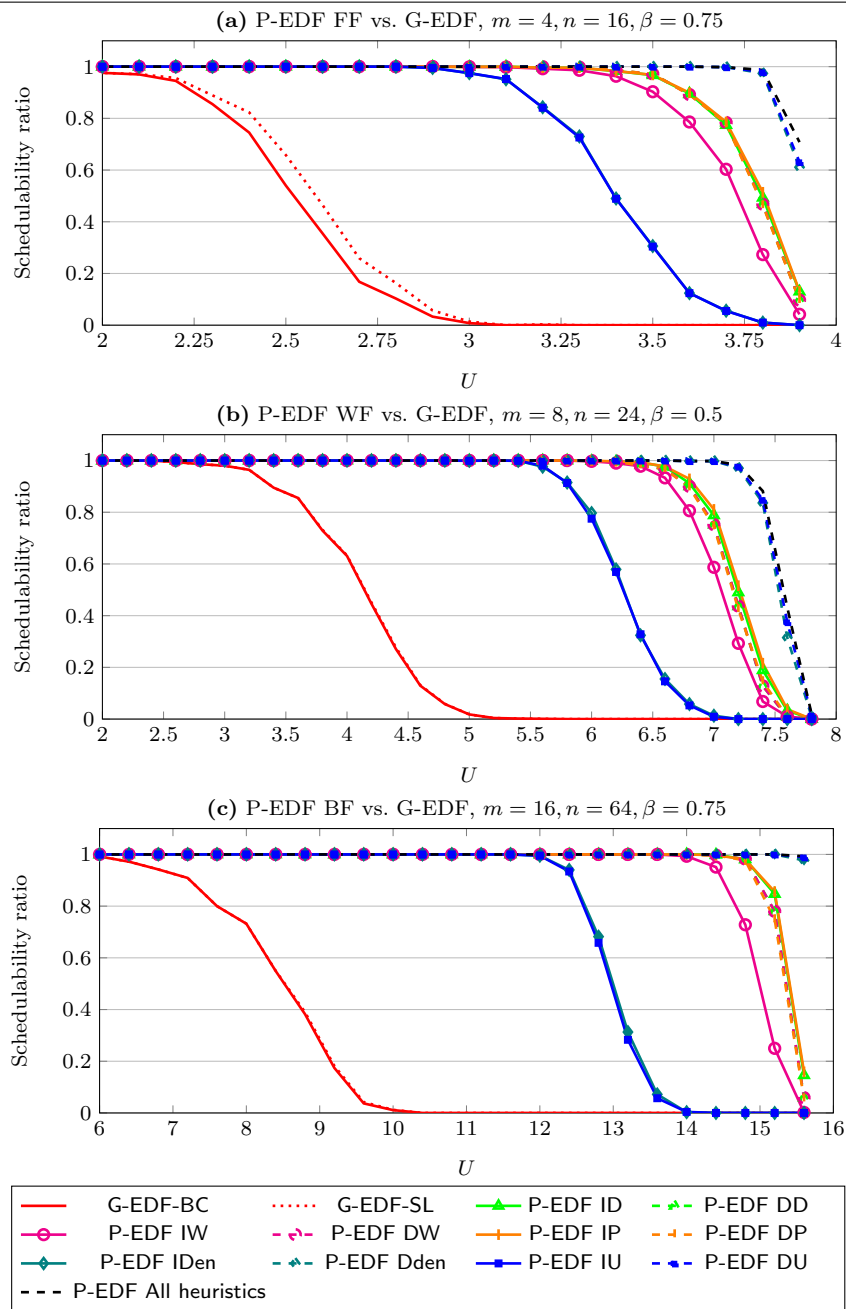 (a) P-EDF FF vs. G-EDF, m = 4, n = 16, β = 0.75
Schedulability ratio
1
0.8
0.6
0.4
0.2
0
2 2.25 2.5 2.75 3 3.25 3.5 3.75 4
U
(b) P-EDF WF vs. G-EDF, m = 8, n = 24, β = 0.5
Schedulability ratio
1
0.8
0.6
0.4
0.2
0
2 2.5 3 3.5 4 4.5 5 5.5 6 6.5 7 7.5 8
U
(c) P-EDF BF vs. G-EDF, m = 16, n = 64, β = 0.75
Schedulability ratio
1
0.8
0.6
0.4
0.2
0
6 7 8 9 10 11 12 13 14 15 16
U
G-EDF-BC G-EDF-SL P-EDF ID P-EDF DD
P-EDF IW P-EDF DW P-EDF IP P-EDF DP
P-EDF IDen P-EDF Dden P-EDF IU P-EDF DU
P-EDF All heuristics